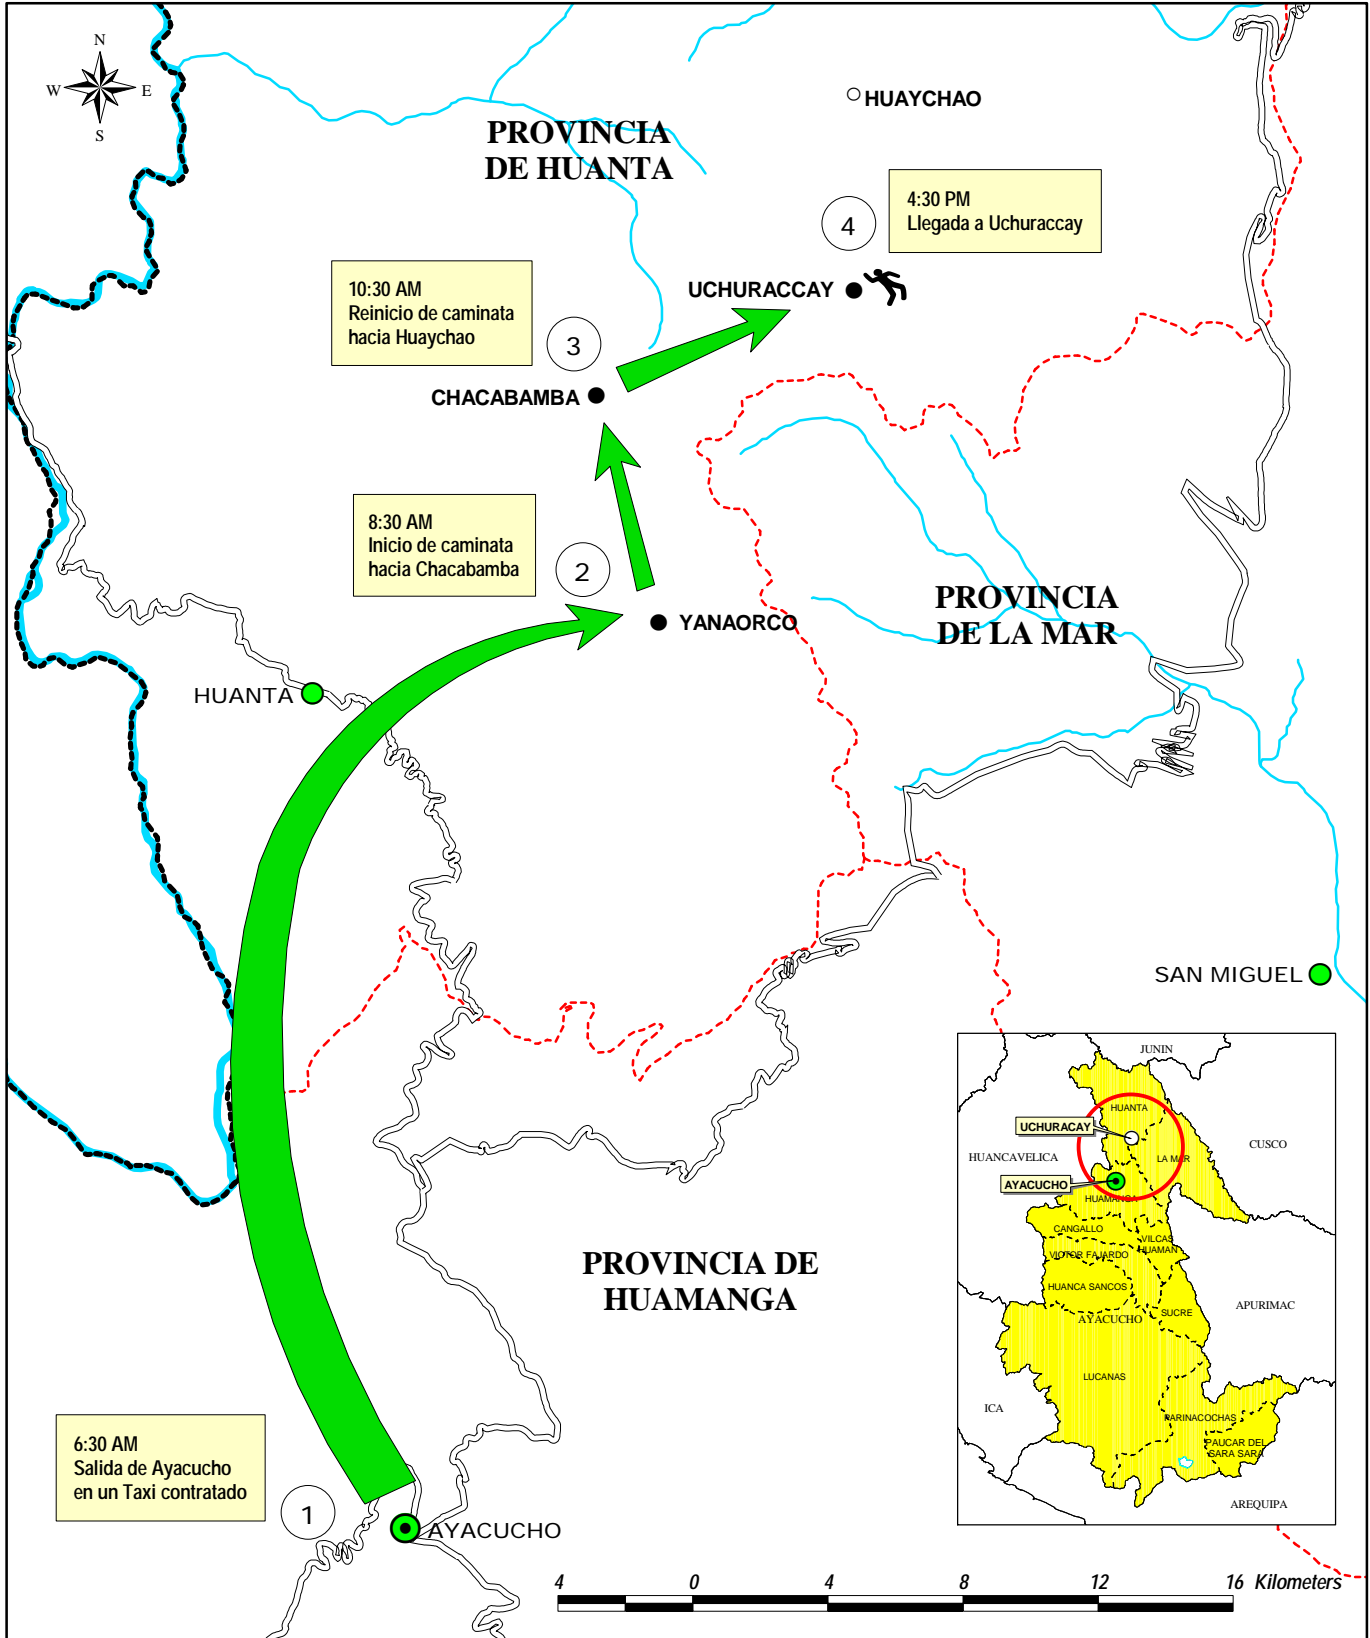 N
W
E
S
HUAYCHAO
PROVINCIA
DE HUANTA
4:30 PM
Llegada a Uchuraccay
4
10:30 AM
Reinicio de caminata
hacia Huaychao
UCHURACCAY
3
CHACABAMBA
8:30 AM
Inicio de caminata
hacia Chacabamba
2
YANAORCO
PROVINCIA
DE LA MAR
HUANTA
SAN MIGUEL
PROVINCIA DE
HUAMANGA
6:30 AM
Salida de Ayacucho
en un Taxi contratado
1
AYACUCHO
JUNIN
HUANTA
UCHURACAY
CUSCO
HUANCAVELICA
LA MAR
AYACUCHO
HUAMANGA
CANGALLO
VILCAS
HUAMAN
VICTOR FAJARDO
HUANCA SANCOS
SUCRE
APURIMAC
AYACUCHO
LUCANAS
ICA
PARINACOCHAS
PAUCAR DEL
SARA SARA
AREQUIPA
4 0 4 8 12 16 Kilometers